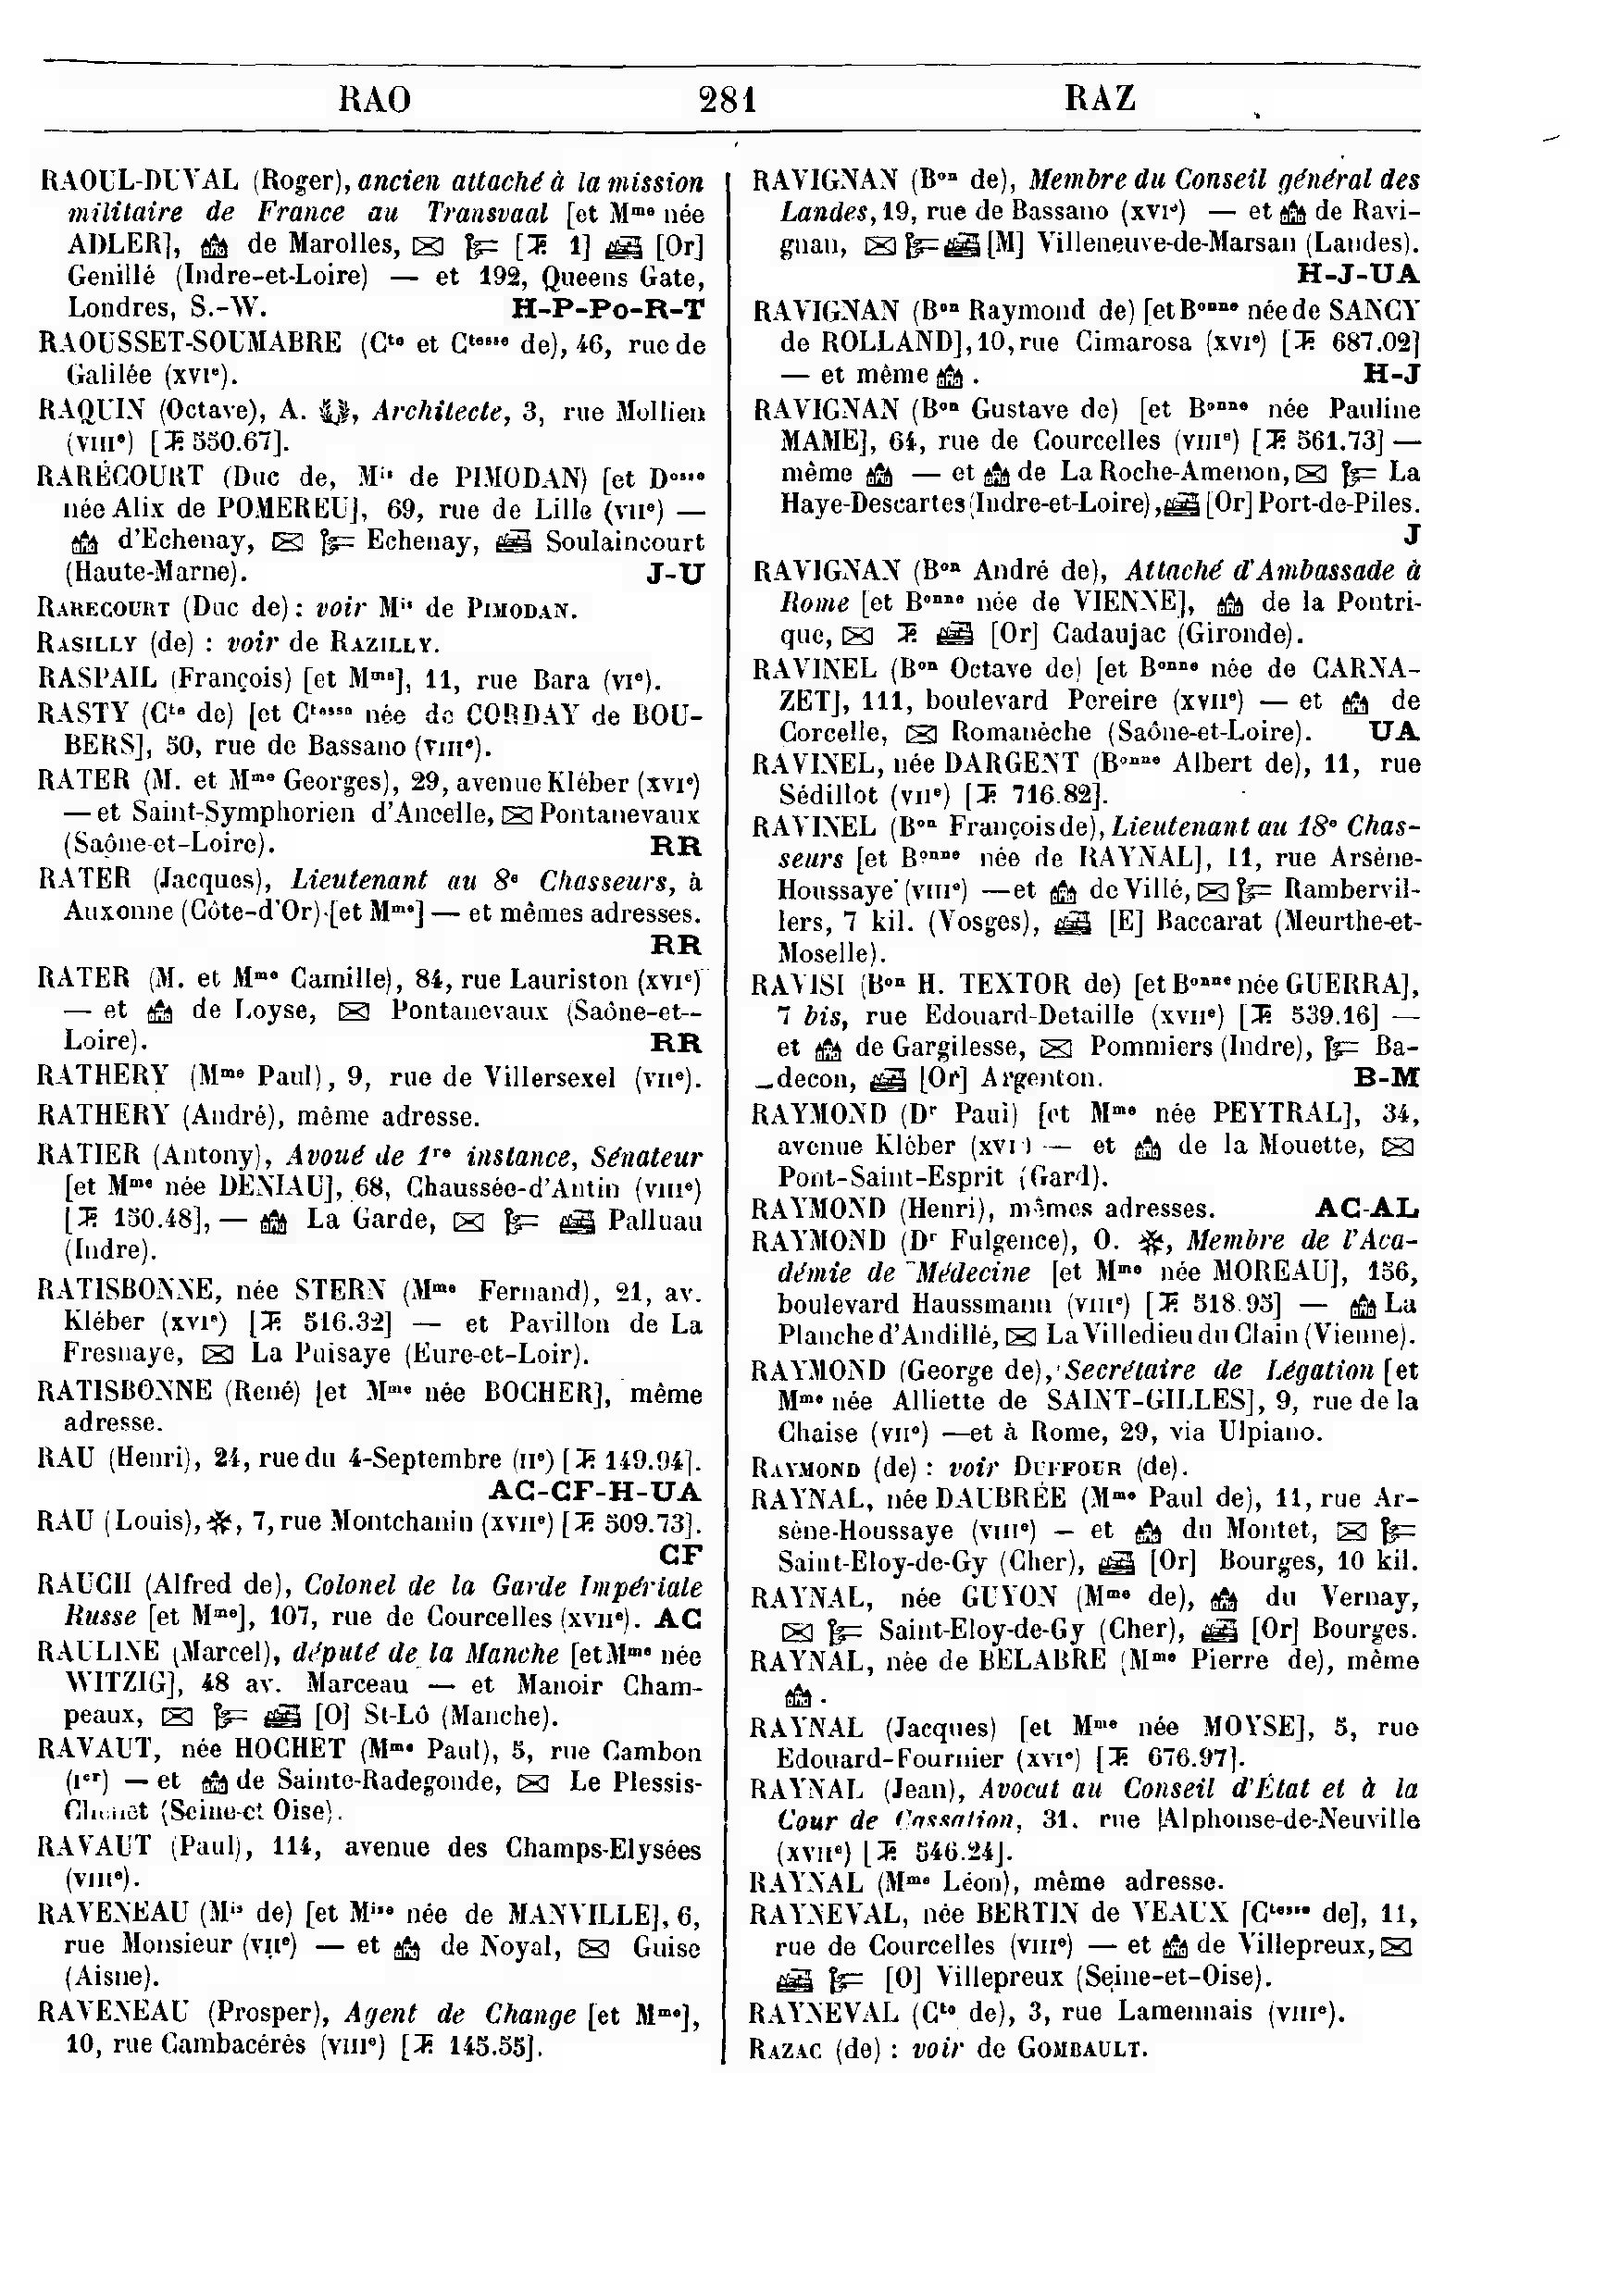 RAO 281 RAZ
RAOUL-DUVAL (Roger), ancien attaché à la mission
militaire de France au Transvaal [et Mme née
ADLER], de Marolles, [T. 1] [Or]
Genillé (Indre-et-Loire) — et 192, Queens Gate,
Londres, S.-W. H-P-Po-R-T
RAOUSSET-SOUMABRE (Cte et Ctesse de), 46, rue de
Galilée (XVIe).
RAQUIN (Octave), A. , Architecte, 3, rue Mollien
(VIIIe) [T. 550.67].
RARÉCOURT (Duc de, Mis de PIMODAN) [et Desse
née Alix de POMEREU], 69, rue de Lille (VIIe) —
d'Echenay, Echenay, Soulaincourt
(Haute-Marne). J-U
RARECOURT (Duc de) : voir Mis de PIMODAN.
RASILLY (de) : voir de RAZILLY.
RASPAIL (François) [et Mme], 11, rue Bara (VIe).
RASTY (Cte de) [et Ctesse née de CORDAY de BOU-
BERS], 50, rue de Bassano (VIIIe).
RATER (M. et Mme Georges), 29, avenue Kléber (XVIe)
— et Saint-Symphorien d'Ancelle, Pontanevaux
(Saône-et-Loire). RR
RATER (Jacques), Lieutenant au 8e Chasseurs, à
Auxonne (Côte-d'Or) [et Mme] — et mêmes adresses.
RR
RATER (M. et Mme Camille), 84, rue Lauriston (XVIe)
— et de Loyse, Pontanevaux (Saône-et--
Loire). RR
RATHERY (Mme Paul), 9, rue de Villersexel (VIIe).
RATHERY (André), même adresse.
RATIER (Antony), Avoué de 1re instance, Sénateur
[et Mme née DENIAU], 68, Chaussée-d'Antin (VIIIe)
[T. 150.48], — La Garde, Palluau
(Indre).
RATISBONNE, née STERN (Mme Fernand), 21, av.
Kléber (XVIe) [T. 516.32] — et Pavillon de La
Fresnaye, La Puisaye (Eure-et-Loir).
RATISBONNE (René) [et Mme née BOCHER], même
adresse.
RAU (Henri), 24, rue du 4-Septembre (IIe) [T. 149.94].
AC-CF-H-UA
RAU (Louis), ✻, 7, rue Montchanin (XVIIe) [T. 509.73].
CF
RAUCH (Alfred de), Colonel de la Garde Impériale
Russe [et Mme], 107, rue de Courcelles (XVIIe). AC
RAULINE (Marcel), député de la Manche [et Mme née
WITZIG], 48 av. Marceau — et Manoir Cham-
peaux, [O] St-Lô (Manche).
RAVAUT, née HOCHET (Mme Paul), 5, rue Cambon
(Ier) — et de Sainte-Radegonde, Le Plessis-
Chenet (Seine-et Oise).
RAVAUT (Paul), 114, avenue des Champs-Elysées
(VIIIe).
RAVENEAU (Mis de) [et Mise née de MANVILLE], 6,
rue Monsieur (VIIe) — et de Noyal, Guise
(Aisne).
RAVENEAU (Prosper), Agent de Change [et Mme],
10, rue Cambacérès (VIIIe) [T. 145.55].
RAVIGNAN (Bon de), Membre du Conseil général des
Landes, 19, rue de Bassano (XVIe) — et de Ravi-
gnan, [M] Villeneuve-de-Marsan (Landes).
H-J-UA
RAVIGNAN (Bon Raymond de) [et Bonne née de SANCY
de ROLLAND], 10, rue Cimarosa (XVIe) [T. 687.02]
— et même . H-J
RAVIGNAN (Bon Gustave de) [et Bonne née Pauline
MAME], 64, rue de Courcelles (VIIIe) [T. 561.73] —
même — et de La Roche-Amenon, La
Haye-Descartes (Indre-et-Loire), [Or] Port-de-Piles.
J
RAVIGNAN (Bon André de), Attaché d'Ambassade à
Rome [et Bonne née de VIENNE], de la Pontri-
que, T. [Or] Cadaujac (Gironde).
RAVINEL (Bon Octave de) [et Bonne née de CARNA-
ZET], 111, boulevard Pereire (XVIIe) — et de
Corcelle, Romanèche (Saône-et-Loire). UA
RAVINEL, née DARGENT (Bonne Albert de), 11, rue
Sédillot (VIIe) [T. 716.82].
RAVINEL (Bon François de), Lieutenant au 18e Chas-
seurs [et Bonne née de RAYNAL], 11, rue Arsène-
Houssaye (VIIIe) — et de Villé, Rambervil-
lers, 7 kil. (Vosges), [E] Baccarat (Meurthe-et-
Moselle).
RAVISI (Bon H. TEXTOR de) [et Bonne née GUERRA],
7 bis, rue Edouard-Detaille (XVIIe) [T. 539.16] —
et de Gargilesse, Pommiers (Indre), Ba-
decon, [Or] Argenton. B-M
RAYMOND (Dr Paul) [et Mme née PEYTRAL], 34,
avenue Kléber (XVI ) — et de la Mouette,
Pont-Saint-Esprit (Gard).
RAYMOND (Henri), mêmes adresses. AC-AL
RAYMOND (Dr Fulgence), O. ✻, Membre de l'Aca-
démie de Médecine [et Mme née MOREAU], 156,
boulevard Haussmann (VIIIe) [T. 518.95] — La
Planche d'Andillé, La Villedieu du Clain (Vienne).
RAYMOND (George de), Secrétaire de Légation [et
Mme née Alliette de SAINT-GILLES], 9, rue de la
Chaise (VIIe) — et à Rome, 29, via Ulpiano.
RAYMOND (de) : voir DUFFOUR (de).
RAYNAL, née DAUBRÉE (Mme Paul de), 11, rue Ar-
sène-Houssaye (VIIIe) — et du Montet,
Saint-Eloy-de-Gy (Cher), [Or] Bourges, 10 kil.
RAYNAL, née GUYON (Mme de), du Vernay,
Saint-Eloy-de-Gy (Cher), [Or] Bourges.
RAYNAL, née de BELABRE (Mme Pierre de), même
.
RAYNAL (Jacques) [et Mme née MOYSE], 5, rue
Edouard-Fournier (XVIe) [T. 676.97].
RAYNAL (Jean), Avocat au Conseil d'État et à la
Cour de Cassation, 31. rue Alphonse-de-Neuville
(XVIIe) [T. 546.24].
RAYNAL (Mme Léon), même adresse.
RAYNEVAL, née BERTIN de VEAUX [Ctesse de], 11,
rue de Courcelles (VIIIe) — et de Villepreux,
[O] Villepreux (Seine-et-Oise).
RAYNEVAL (Cte de), 3, rue Lamennais (VIIIe).
RAZAC (de) : voir de GOMBAULT.